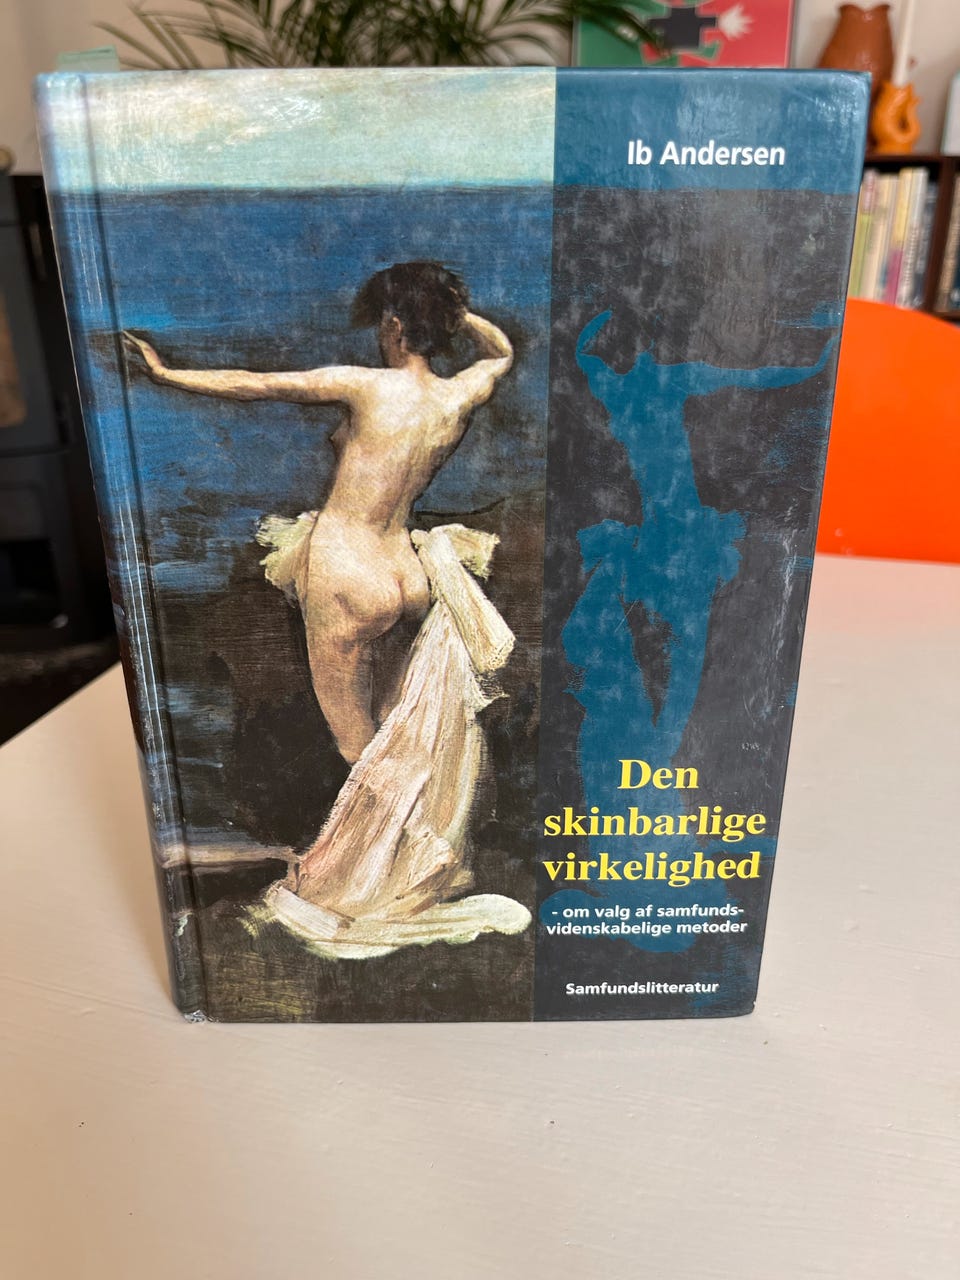 Ib Andersen
Den
skinbarlige
virkelighed
- om valg af samfunds-
videnskabelige metoder
Samfundslitteratur